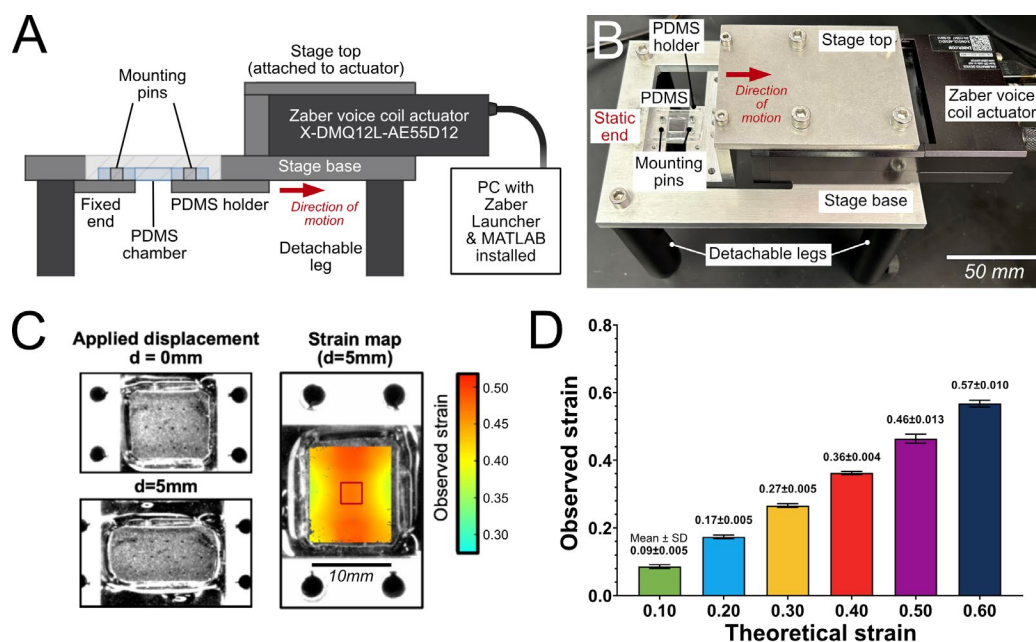 A
Stage top
(attached to actuator)
Mounting
pins
Zaber voice coil actuator
X-DMQ12L-AE55D12
Stage base
Fixed
end
PDMS holder
Direction of
motion
PDMS
chamber
Detachable
leg
PC with
Zaber
Launcher
& MATLAB
installed
B
PDMS
holder
Stage top
Direction
of
motion
PDMS
Static
end
Mounting
pins
Zaber voice
coil actuator
Stage base
Detachable legs
50 mm
C
Applied displacement
d = 0mm
d=5mm
Strain map
(d=5mm)
10mm
0.50
0.45
0.40
0.35
0.30
Observed strain
D
Observed strain
0.8
0.6
0.4
0.2
0.0
Mean ± SD
0.09±0.005
0.17±0.005
0.27±0.005
0.36±0.004
0.46±0.013
0.57±0.010
0.10 0.20 0.30 0.40 0.50 0.60
Theoretical strain